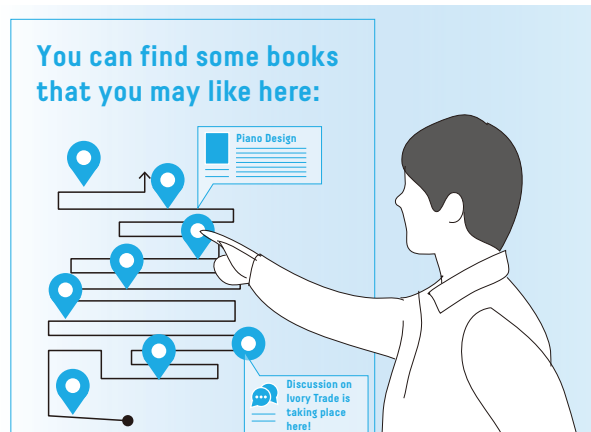 You can find some books
that you may like here:
Piano Design
Discussion on
Ivory Trade is
taking place
here!